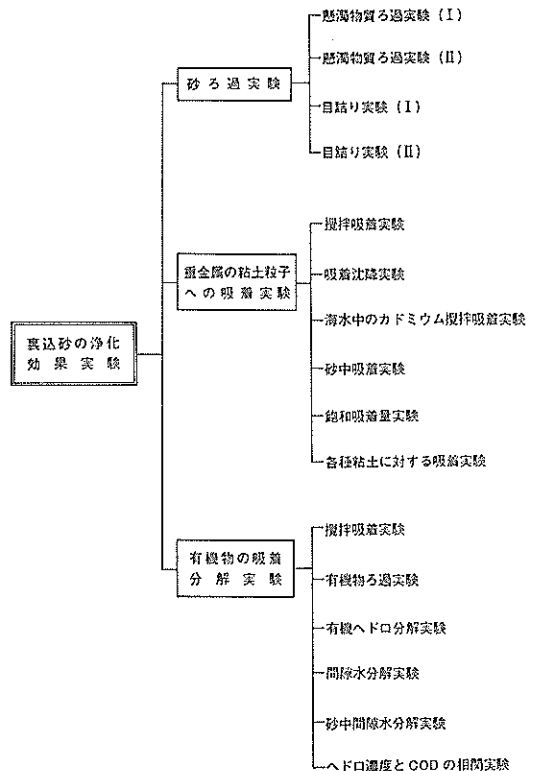 懸濁物質ろ過実験 (I)
懸濁物質ろ過実験 (II)
砂ろ過実験
目詰り実験 (I)
目詰り実験 (II)
攪拌吸着実験
重金属の粘土粒子
への吸着実験
吸着沈降実験
海水中のカドミウム攪拌吸着実験
裏込砂の浄化
効果実験
砂中吸着実験
飽和吸着量実験
各種粘土に対する吸着実験
攪拌吸着実験
有機物の吸着
分解実験
有機物ろ過実験
有機ヘドロ分解実験
間隙水分解実験
砂中間隙水分解実験
ヘドロ濃度とCODの相関実験